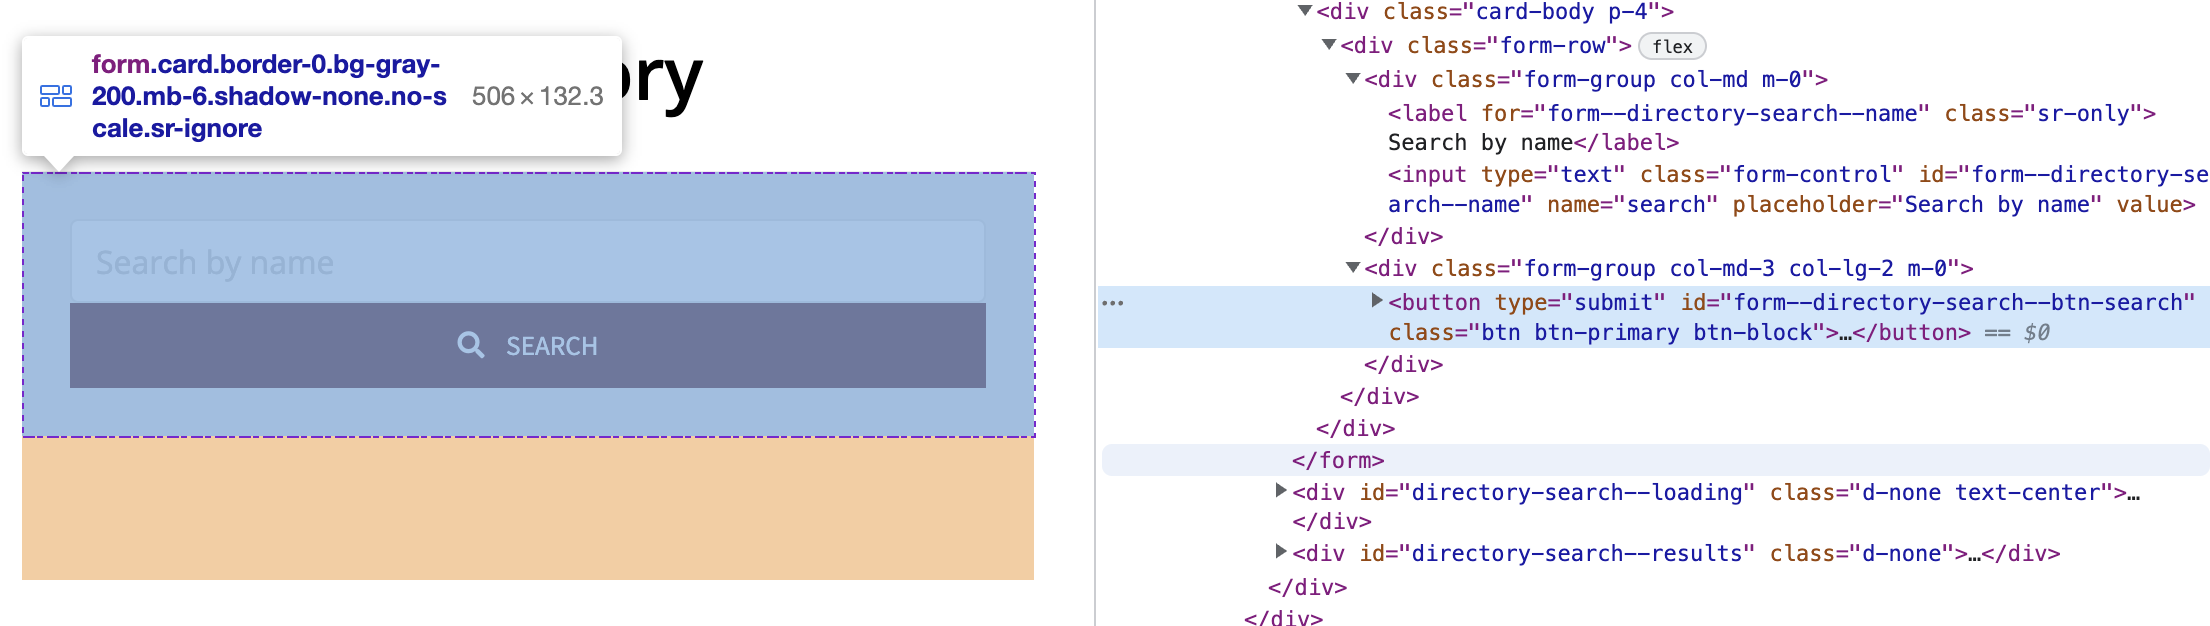 ory
form.card.border-0.bg-gray-
200.mb-6.shadow-none.no-s
cale.sr-ignore
506 × 132.3
Search by name
SEARCH
<div class="card-body p-4">
<div class="form-row"> flex
<div class="form-group col-md m-0">
<label for="form--directory-search--name" class="sr-only">
Search by name</label>
<input type="text" class="form-control" id="form--directory-se
arch--name" name="search" placeholder="Search by name" value>
</div>
<div class="form-group col-md-3 col-lg-2 m-0">
<button type="submit" id="form--directory-search--btn-search"
class="btn btn-primary btn-block">…</button> == $0
</div>
</div>
</div>
</form>
<div id="directory-search--loading" class="d-none text-center">…
</div>
<div id="directory-search--results" class="d-none">…</div>
</div>
</div>